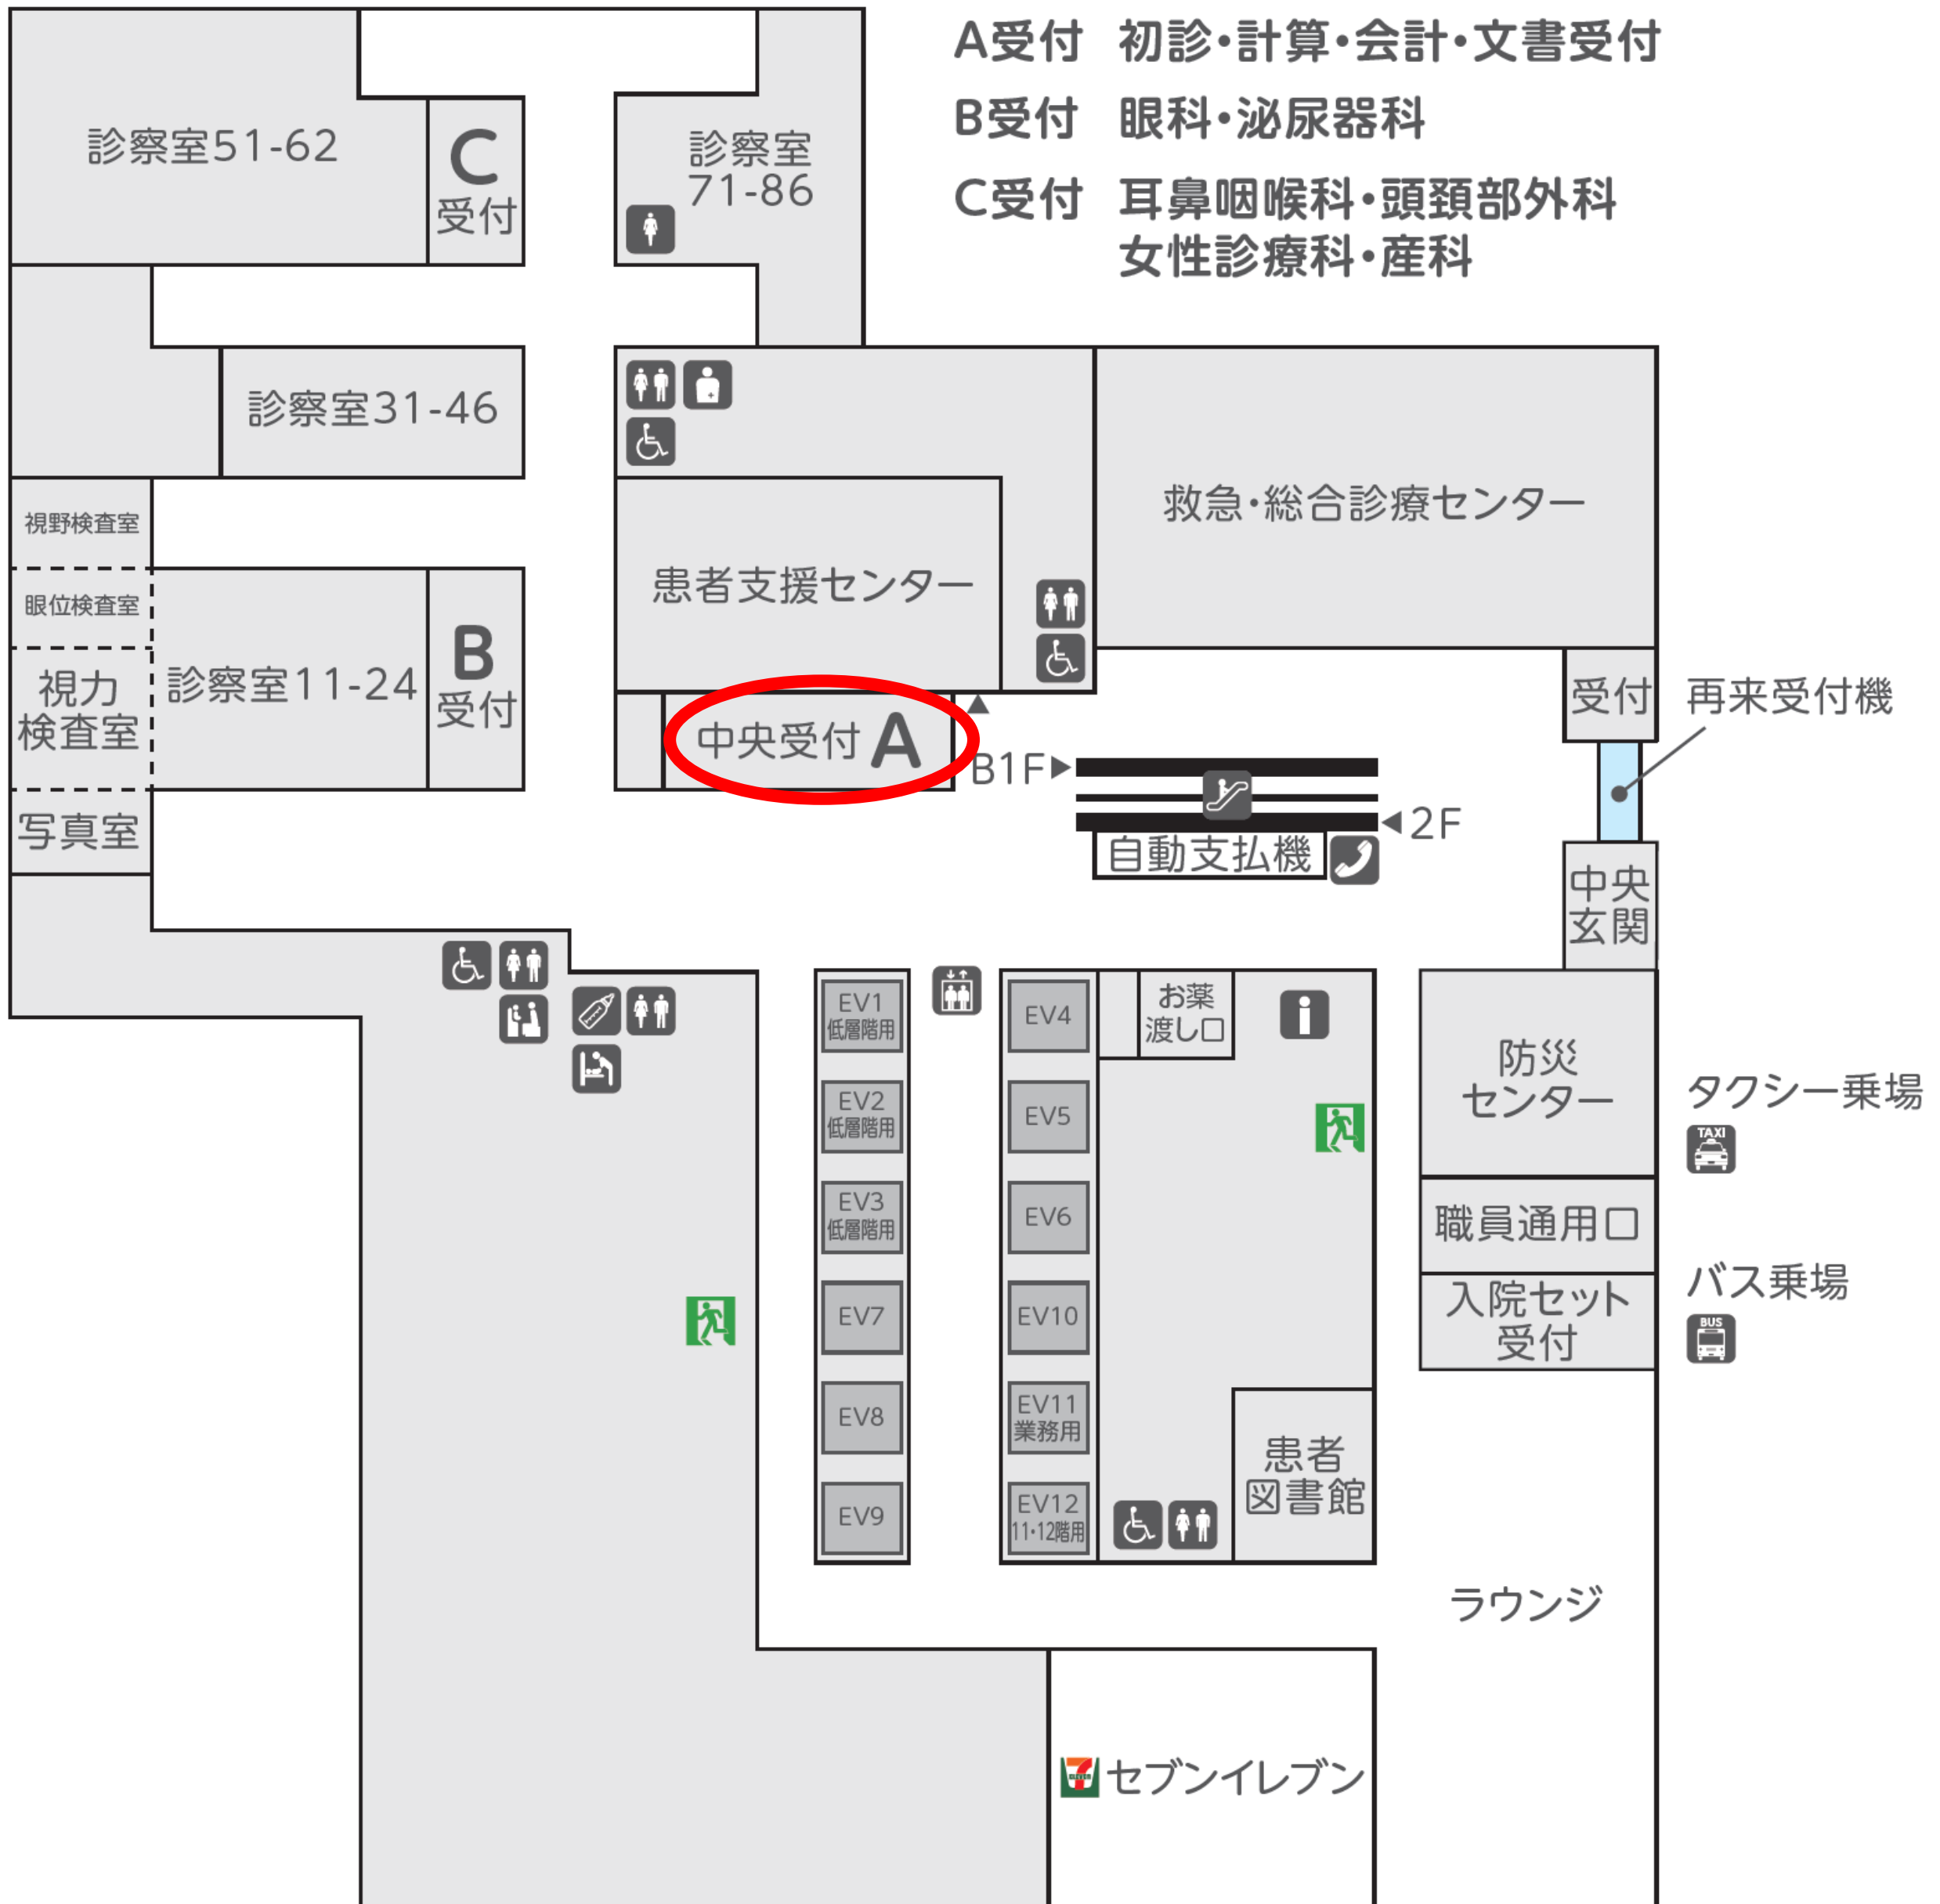 A受付 初診・計算・会計・文書受付
B受付 眼科・泌尿器科
C受付 耳鼻咽喉科・頭頚部外科
女性診療科・産科
診察室51-62
C
受付
診察室
71-86
診察室31-46
救急・総合診療センター
視野検査室
眼位検査室
視力
検査室
写真室
診察室11-24
B
受付
患者支援センター
中央受付 A
受付
再来受付機
B1F
2F
自動支払機
中央
玄関
EV1
低層階用
EV2
低層階用
EV3
低層階用
EV7
EV8
EV9
EV4
EV5
EV6
EV10
EV11
業務用
EV12
11・12階用
お薬
渡し口
防災
センター
職員通用口
入院セット
受付
タクシー乗場
TAXI
バス乗場
BUS
患者
図書館
ラウンジ
7
ELEVEN
セブンイレブン